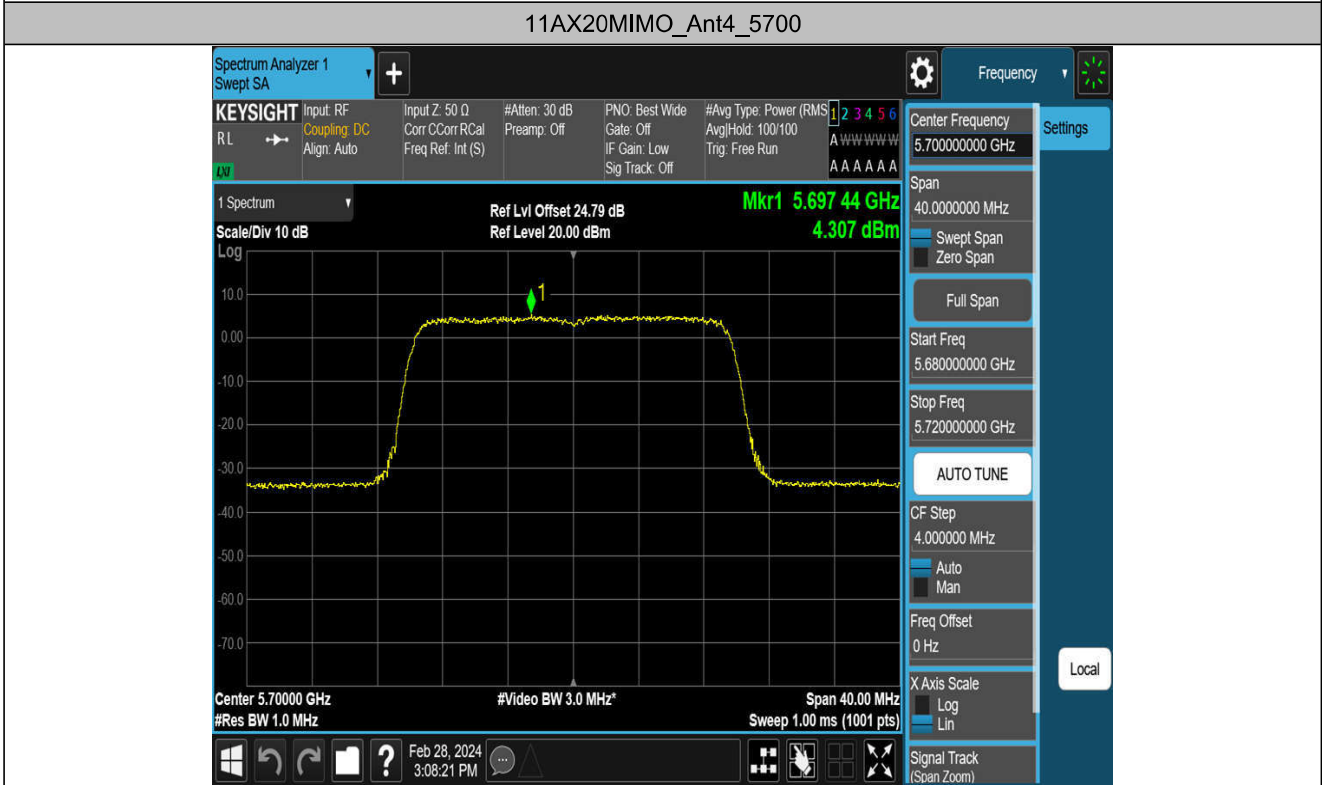 11AX20MIMO_Ant4_5700
Spectrum Analyzer 1
Swept SA
Frequency
KEYSIGHT
RL
LXI
Input: RF
Coupling: DC
Align: Auto
Input Z: 50 Ω
Corr CCorr RCal
Freq Ref: Int (S)
#Atten: 30 dB
Preamp: Off
PNO: Best Wide
Gate: Off
IF Gain: Low
Sig Track: Off
#Avg Type: Power (RMS
Avg|Hold: 100/100
Trig: Free Run
1 2 3 4 5 6
A W W W W W
A A A A A A
1 Spectrum
Scale/Div 10 dB
Ref Lvl Offset 24.79 dB
Ref Level 20.00 dBm
Mkr1 5.697 44 GHz
4.307 dBm
Log
10.0
0.00
-10.0
-20.0
-30.0
-40.0
-50.0
-60.0
-70.0
1
Center 5.70000 GHz
#Res BW 1.0 MHz
#Video BW 3.0 MHz*
Span 40.00 MHz
Sweep 1.00 ms (1001 pts)
Feb 28, 2024
3:08:21 PM
Center Frequency
5.700000000 GHz
Span
40.0000000 MHz
Swept Span
Zero Span
Full Span
Start Freq
5.680000000 GHz
Stop Freq
5.720000000 GHz
AUTO TUNE
CF Step
4.000000 MHz
Auto
Man
Freq Offset
0 Hz
X Axis Scale
Log
Lin
Signal Track
(Span Zoom)
Settings
Local